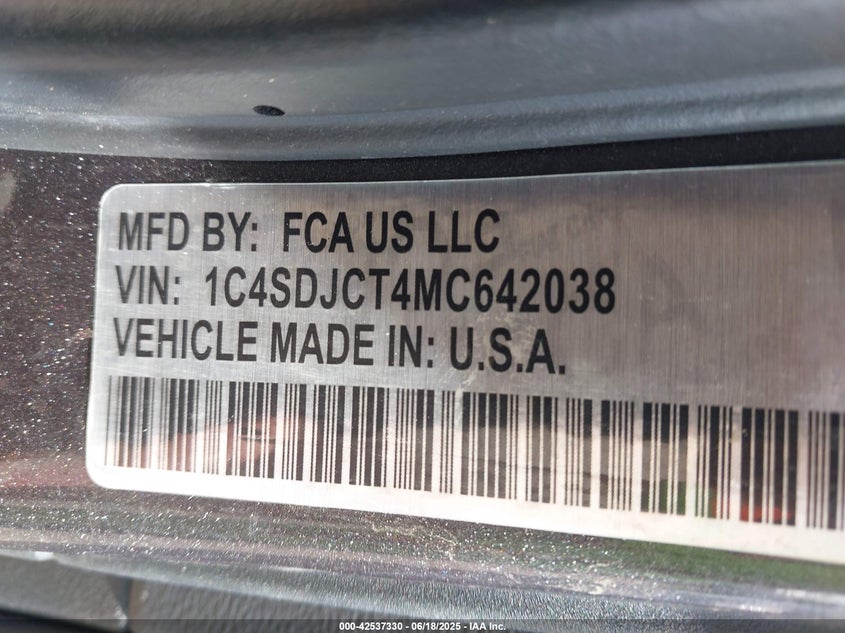 MFD BY: FCA US LLC
VIN: 1C4SDJCT4MC642038
VEHICLE MADE IN: U.S.A.
000-42537330 - 06/18/2025 - IAA Inc.